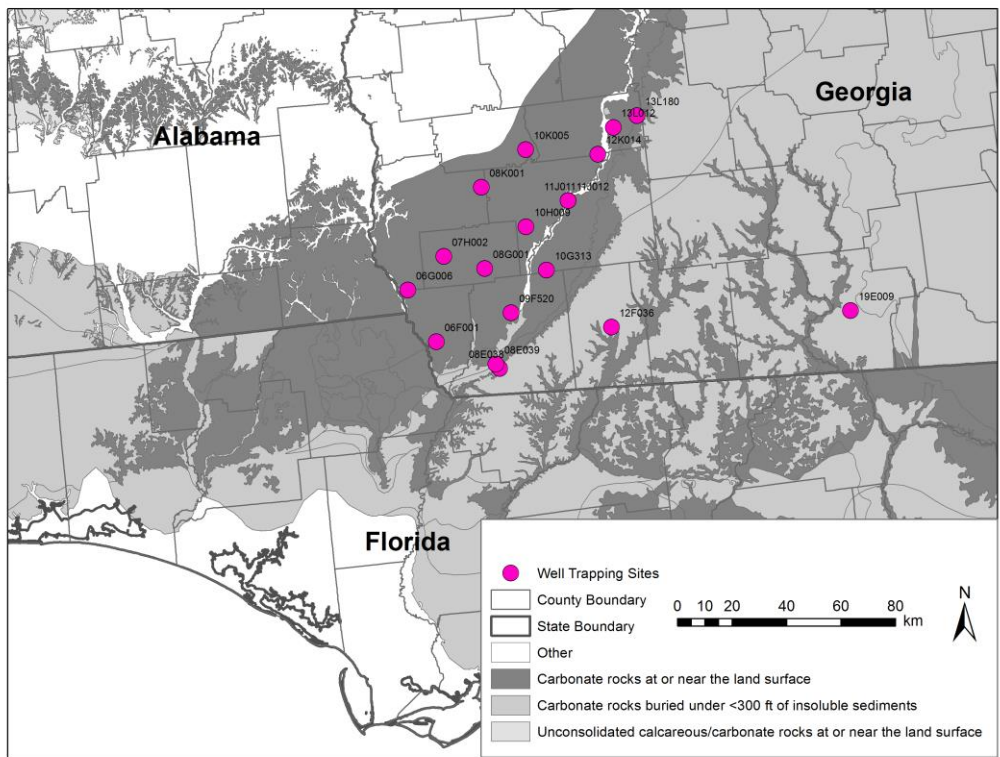 Georgia
Alabama
13L180
13L012
10K005
12K014
08K001
11J01111J012
10H009
07H002
08G001
10G313
06G006
19E009
09F520
12F036
06F001
08E038
08E039
Florida
Well Trapping Sites
County Boundary
State Boundary
Other
Carbonate rocks at or near the land surface
Carbonate rocks buried under <300 ft of insoluble sediments
Unconsolidated calcareous/carbonate rocks at or near the land surface
0 10 20 40 60 80
km
N